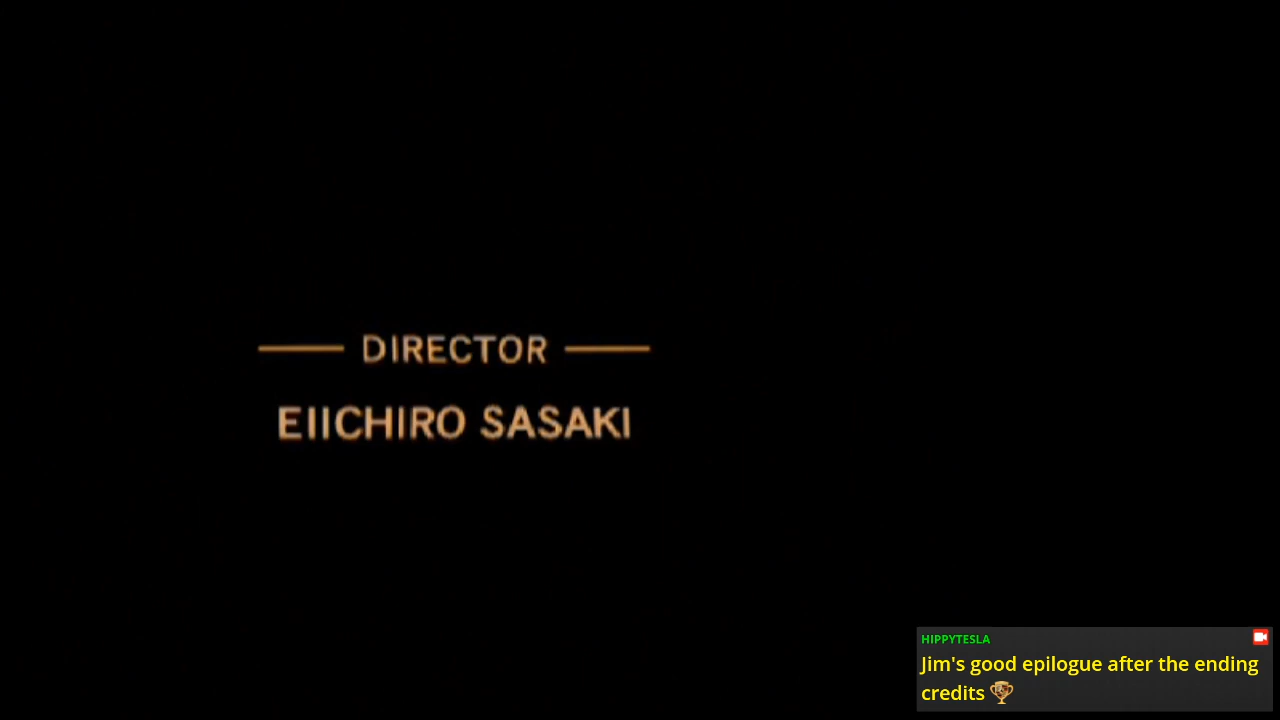 DIRECTOR
EIICHIRO SASAKI
HIPPYTESLA
Jim's good epilogue after the ending
credits 🏆